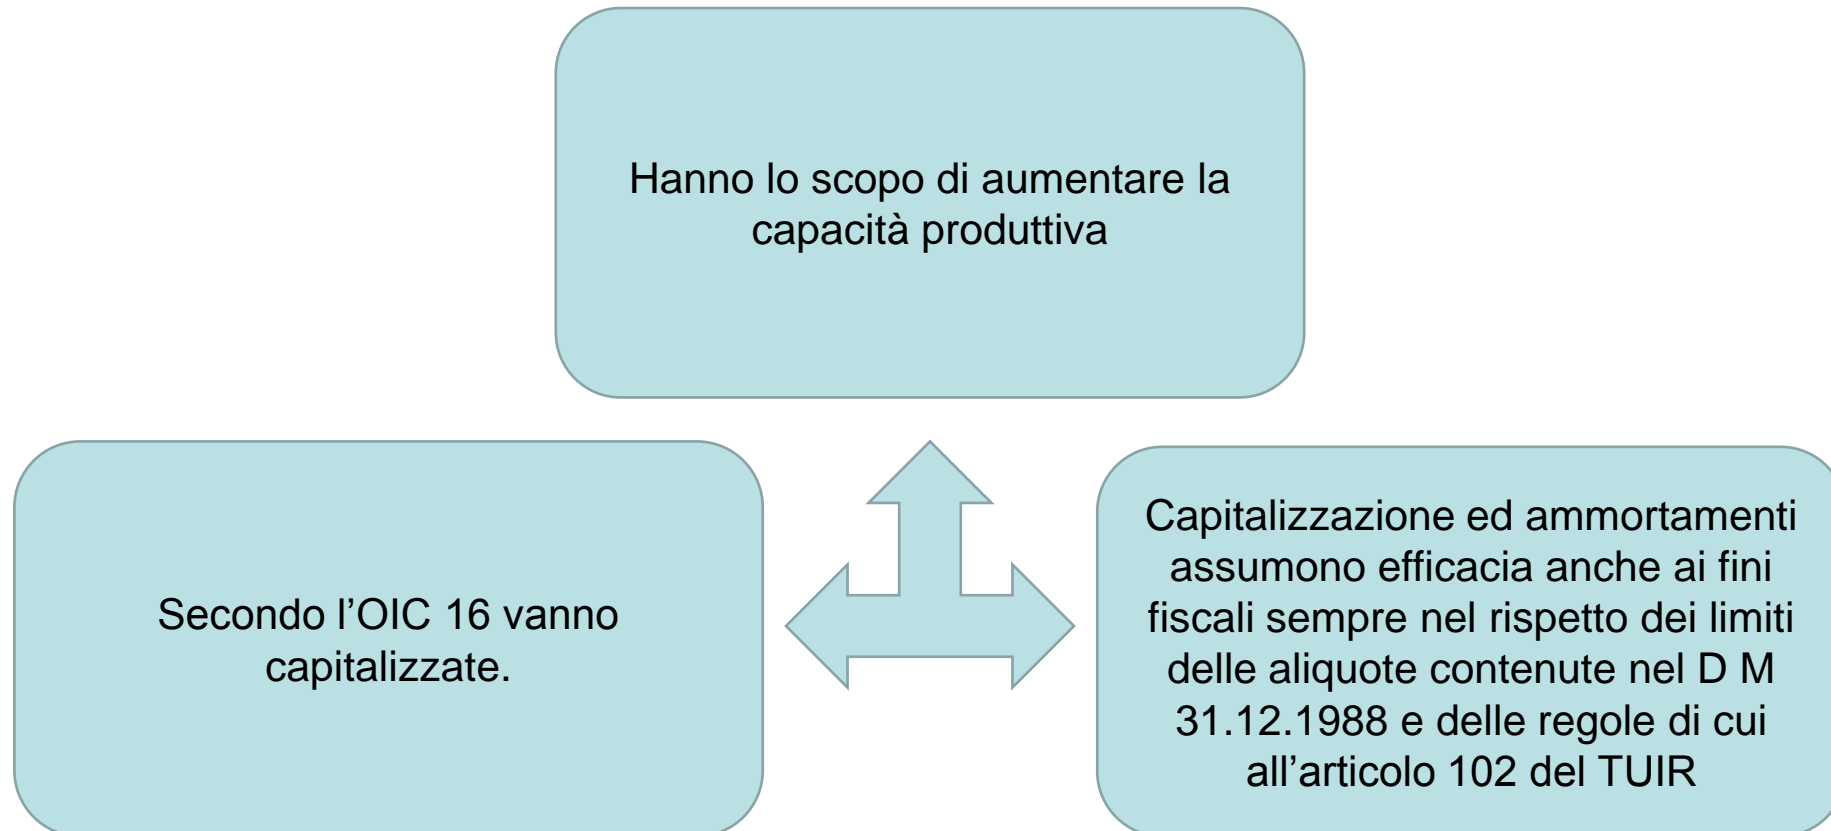 Hanno lo scopo di aumentare la
capacità produttiva
Secondo l’OIC 16 vanno
capitalizzate.
Capitalizzazione ed ammortamenti
assumono efficacia anche ai fini
fiscali sempre nel rispetto dei limiti
delle aliquote contenute nel D M
31.12.1988 e delle regole di cui
all’articolo 102 del TUIR